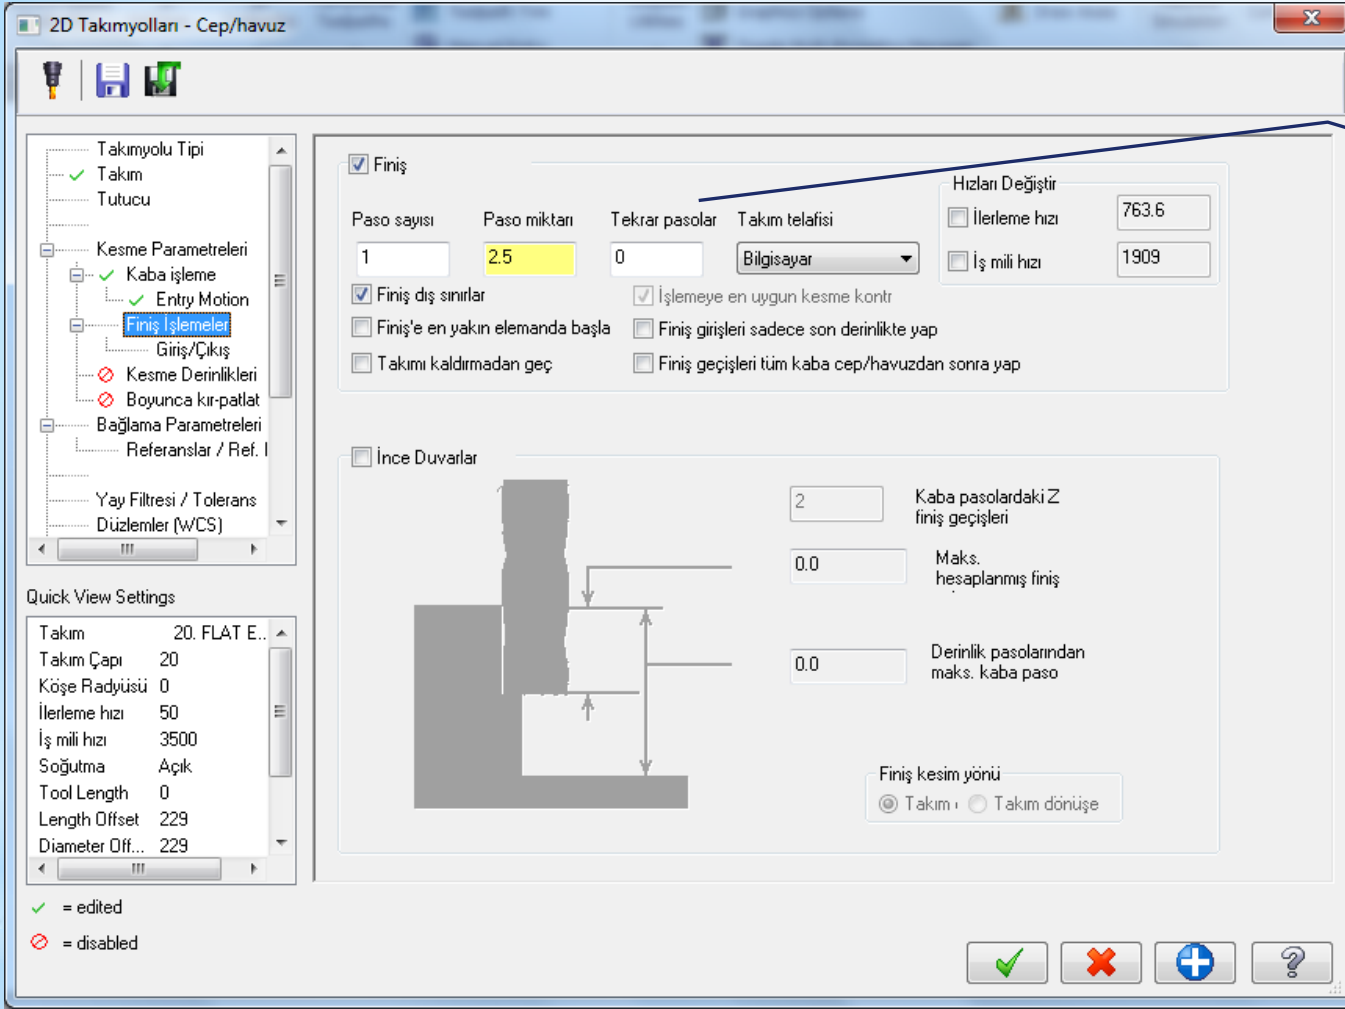 2D Takımyolları - Cep/havuz
Takımyolu Tipi
Takım
Tutucu
Kesme Parametreleri
Kaba işleme
Entry Motion
Finiş İşlemeler
Giriş/Çıkış
Kesme Derinlikleri
Boyunca kır-patlat
Bağlama Parametreleri
Referanslar / Ref. I
Yay Filtresi / Tolerans
Düzlemler (WCS)
Quick View Settings
Takım 20. FLAT E...
Takım Çapı 20
Köşe Radyüsü 0
İlerleme hızı 50
İş mili hızı 3500
Soğutma Açık
Tool Length 0
Length Offset 229
Diameter Off... 229
= edited
= disabled
Finiş
Paso sayısı Paso miktarı Tekrar pasolar Takım telafisi
1 2.5 0 Bilgisayar
Hızları Değiştir
İlerleme hızı 763.6
İş mili hızı 1909
Finiş dış sınırlar İşlemeye en uygun kesme kontr
Finiş'e en yakın elemanda başla Finiş girişleri sadece son derinlikte yap
Takımı kaldırmadan geç Finiş geçişleri tüm kaba cep/havuzdan sonra yap
İnce Duvarlar
2 Kaba pasolardaki Z
finiş geçişleri
0.0 Maks.
hesaplanmış finiş
0.0 Derinlik pasolarından
maks. kaba paso
Finiş kesim yönü
Takım Takım dönüşe